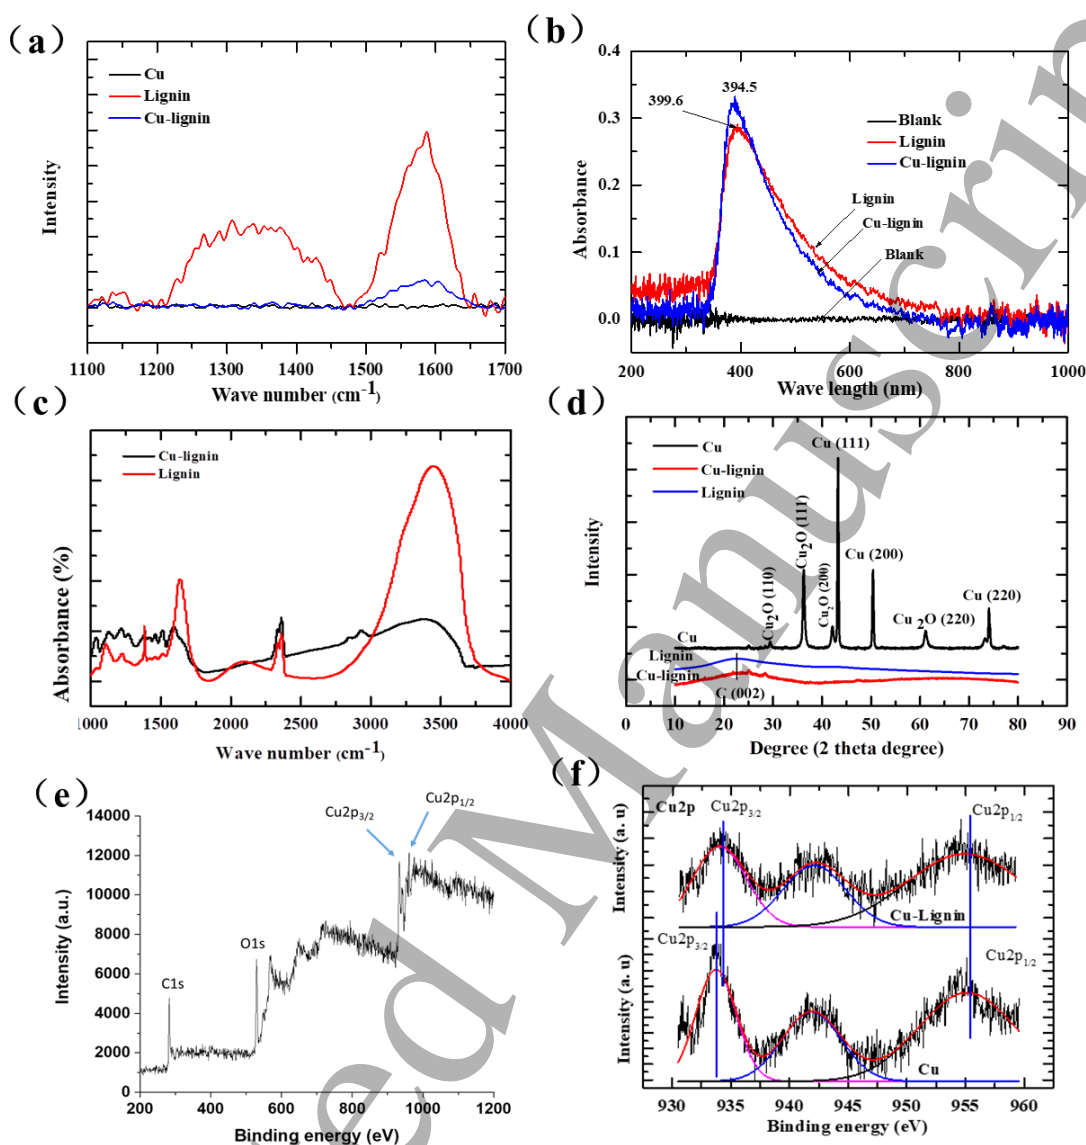 （a）
Cu
Lignin
Cu-lignin
Intensity
1100 1200 1300 1400 1500 1600 1700
Wave number (cm-1)
（b）
0.4
0.3
0.2
0.1
0.0
399.6
394.5
Blank
Lignin
Cu-lignin
Lignin
Cu-lignin
Blank
Absorbance
200 400 600 800 1000
Wave length (nm)
（c）
Cu-lignin
Lignin
Absorbance (%)
1000 1500 2000 2500 3000 3500 4000
Wave number (cm-1)
（d）
Cu
Cu-lignin
Lignin
Intensity
Cu (111)
Cu2O (111)
Cu2O (110)
Cu2O (200)
Cu (200)
Cu 2O (220)
Cu (220)
Cu
Lignin
Cu-lignin
C (002)
0 10 20 30 40 50 60 70 80 90
Degree (2 theta degree)
（e）
14000
12000
10000
8000
6000
4000
2000
0
Intensity (a.u.)
C1s
O1s
Cu2p3/2
Cu2p1/2
200 400 600 800 1000 1200
Binding energy (eV)
（f）
Cu2p
Cu2p3/2
Cu2p1/2
Intensity (a. u)
Cu-Lignin
Cu2p3/2
Cu2p1/2
Intensity (a. u)
Cu
930 935 940 945 950 955 960
Binding energy (eV)
ed Manuscrip